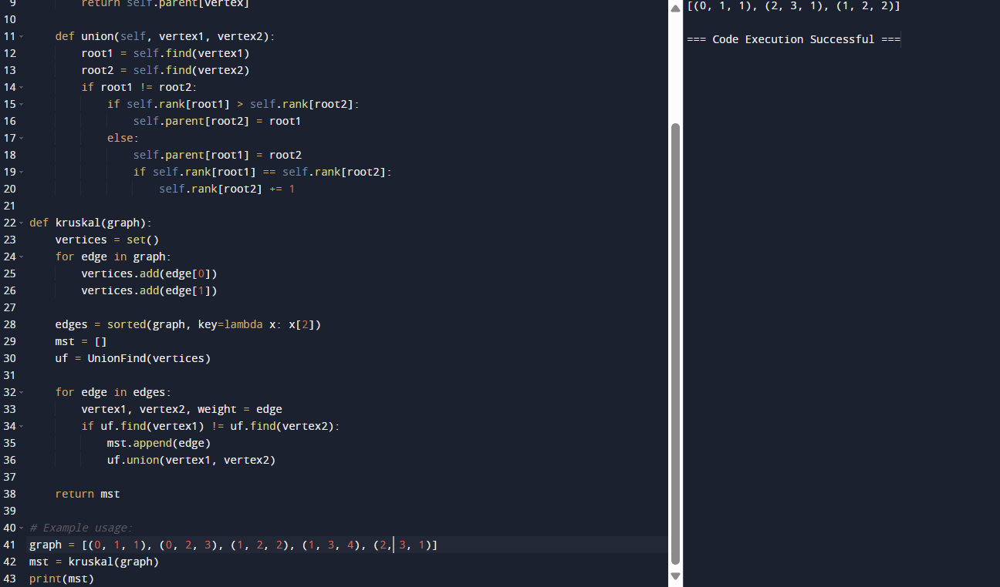 9 return self.parent[vertex]
10
11 def union(self, vertex1, vertex2):
12 root1 = self.find(vertex1)
13 root2 = self.find(vertex2)
14 if root1 != root2:
15 if self.rank[root1] > self.rank[root2]:
16 self.parent[root2] = root1
17 else:
18 self.parent[root1] = root2
19 if self.rank[root1] == self.rank[root2]:
20 self.rank[root2] += 1
21
22 def kruskal(graph):
23 vertices = set()
24 for edge in graph:
25 vertices.add(edge[0])
26 vertices.add(edge[1])
27
28 edges = sorted(graph, key=lambda x: x[2])
29 mst = []
30 uf = UnionFind(vertices)
31
32 for edge in edges:
33 vertex1, vertex2, weight = edge
34 if uf.find(vertex1) != uf.find(vertex2):
35 mst.append(edge)
36 uf.union(vertex1, vertex2)
37
38 return mst
39
40 # Example usage:
41 graph = [(0, 1, 1), (0, 2, 3), (1, 2, 2), (1, 3, 4), (2, 3, 1)]
42 mst = kruskal(graph)
43 print(mst)
[(0, 1, 1), (2, 3, 1), (1, 2, 2)]
=== Code Execution Successful ===